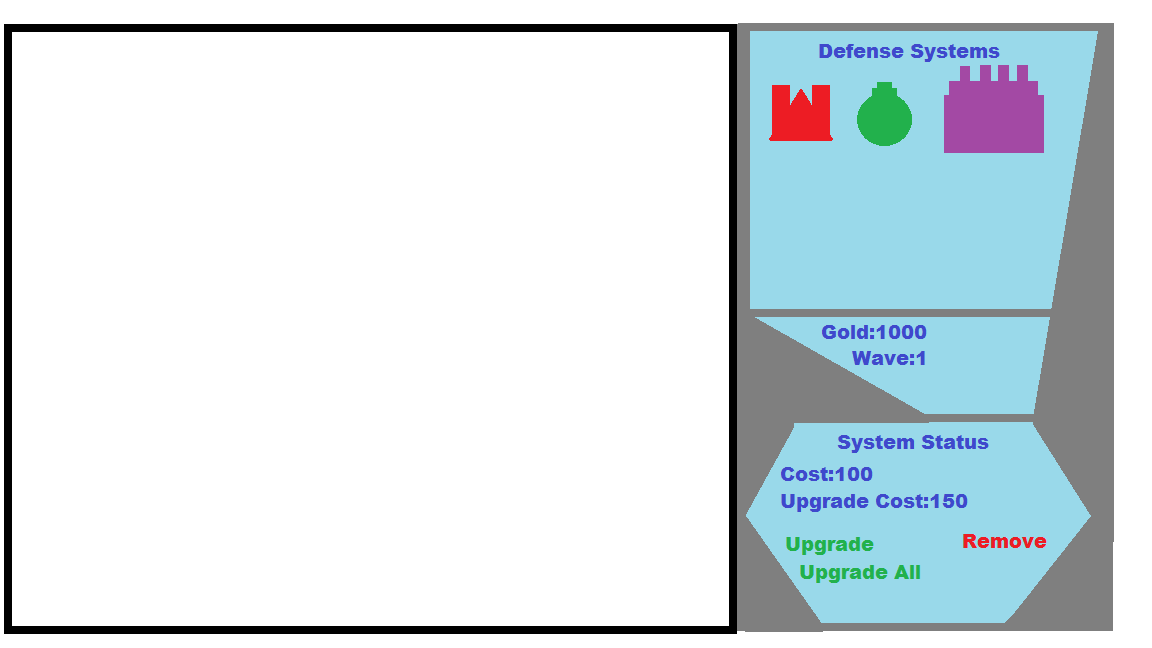 Defense Systems
Gold:1000
Wave:1
System Status
Cost:100
Upgrade Cost:150
Upgrade
Remove
Upgrade All